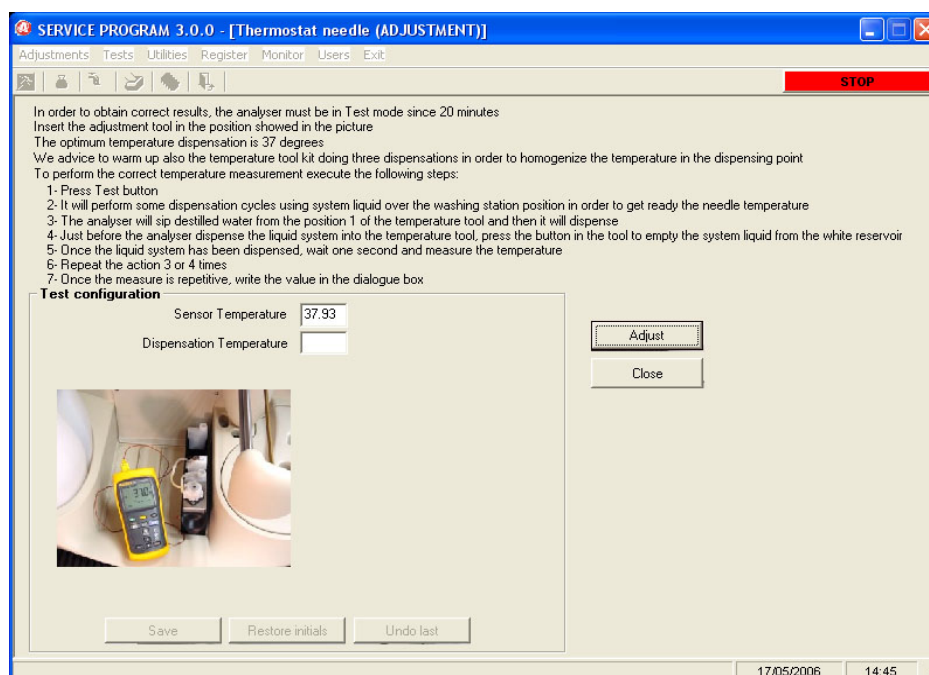 SERVICE PROGRAM 3.0.0 - [Thermostat needle (ADJUSTMENT)]
Adjustments Tests Utilities Register Monitor Users Exit
STOP
In order to obtain correct results, the analyser must be in Test mode since 20 minutes
Insert the adjustment tool in the position showed in the picture
The optimum temperature dispensation is 37 degrees
We advice to warm up also the temperature tool kit doing three dispensations in order to homogenize the temperature in the dispensing point
To perform the correct temperature measurement execute the following steps:
1- Press Test button
2- It will perform some dispensation cycles using system liquid over the washing station position in order to get ready the needle temperature
3- The analyser will sip destilled water from the position 1 of the temperature tool and then it will dispense
4- Just before the analyser dispense the liquid system into the temperature tool, press the button in the tool to empty the system liquid from the white reservoir
5- Once the liquid system has been dispensed, wait one second and measure the temperature
6- Repeat the action 3 or 4 times
7- Once the measure is repetitive, write the value in the dialogue box
Test configuration
Sensor Temperature 37.93
Dispensation Temperature
Adjust
Close
Save Restore initials Undo last
17/05/2006 14:45